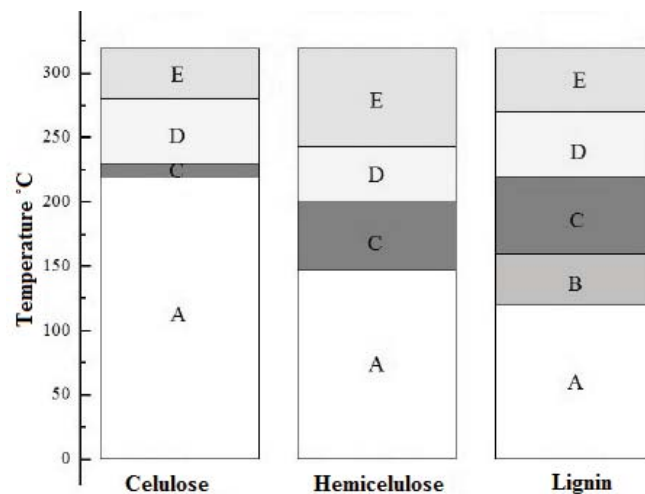 Temperature °C
300
250
200
150
100
50
0
E
D
C
A
E
D
C
A
E
D
C
B
A
Celulose
Hemicelulose
Lignin